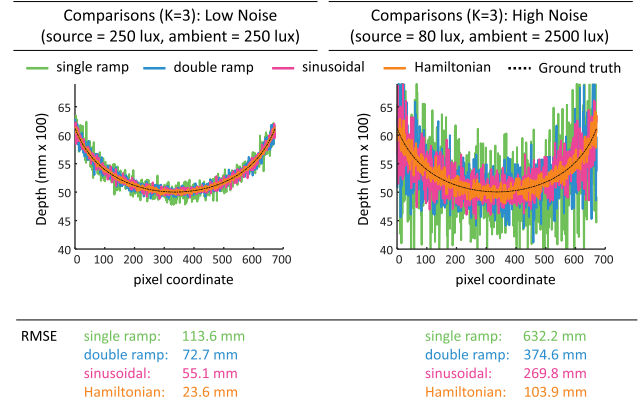 Comparisons (K=3): Low Noise
(source = 250 lux, ambient = 250 lux)
Comparisons (K=3): High Noise
(source = 80 lux, ambient = 2500 lux)
single ramp double ramp sinusoidal Hamiltonian Ground truth
Depth (mm x 100)
65
60
55
50
45
40
0 100 200 300 400 500 600 700
pixel coordinate
Depth (mm x 100)
65
60
55
50
45
40
0 100 200 300 400 500 600 700
pixel coordinate
RMSE
single ramp: 113.6 mm
double ramp: 72.7 mm
sinusoidal: 55.1 mm
Hamiltonian: 23.6 mm
single ramp: 632.2 mm
double ramp: 374.6 mm
sinusoidal: 269.8 mm
Hamiltonian: 103.9 mm